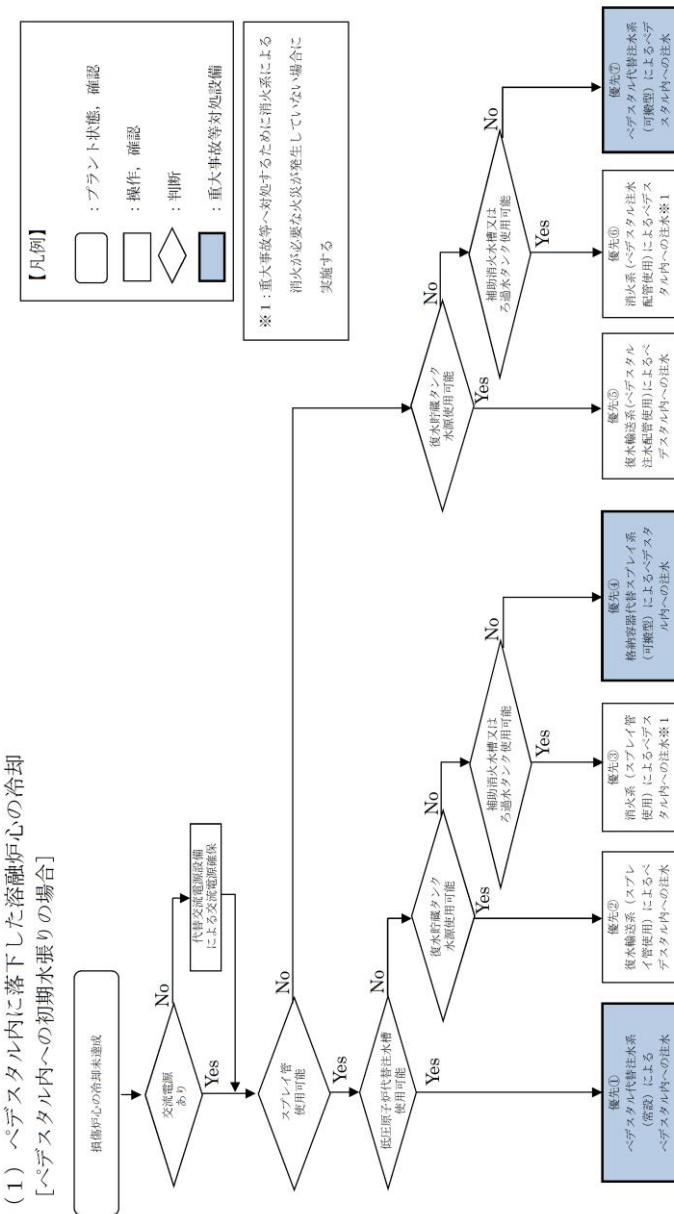 (1) ペデスタル内に落下した溶融炉心の冷却
[ペデスタル内への初期水張りの場合]
【凡例】
:プラント状態,確認
:操作,確認
:判断
:重大事故等対処設備
※1:重大事故等へ対処するために消火系による
消火が必要な火災が発生していない場合に
実施する
損傷炉心の冷却未達成
交流電源
あり
No
代替交流電源設備
による交流電源確保
Yes
スプレイ管
使用可能
No
Yes
低圧原子炉代替注水槽
使用可能
No
Yes
復水貯蔵タンク
水源使用可能
No
Yes
補助消火水槽又は
ろ過水タンク使用可能
No
Yes
復水貯蔵タンク
水源使用可能
No
Yes
補助消火水槽又は
ろ過水タンク使用可能
No
Yes
優先①
ペデスタル代替注水系
(常設)による
ペデスタル内への注水
優先②
復水輸送系(スプレ
イ管使用)によるペ
デスタル内への注水
優先③
消火系(スプレイ管
使用)によるペデス
タル内への注水※1
優先④
格納容器代替スプレイ系
(可搬型)によるペデスタ
ル内への注水
優先⑤
復水輸送系(ペデスタル
注水配管使用)によるペ
デスタル内への注水
優先⑥
消火系(ペデスタル注水
配管使用)によるペデス
タル内への注水※1
優先⑦
ペデスタル代替注水系
(可搬型)によるペデ
スタル内への注水